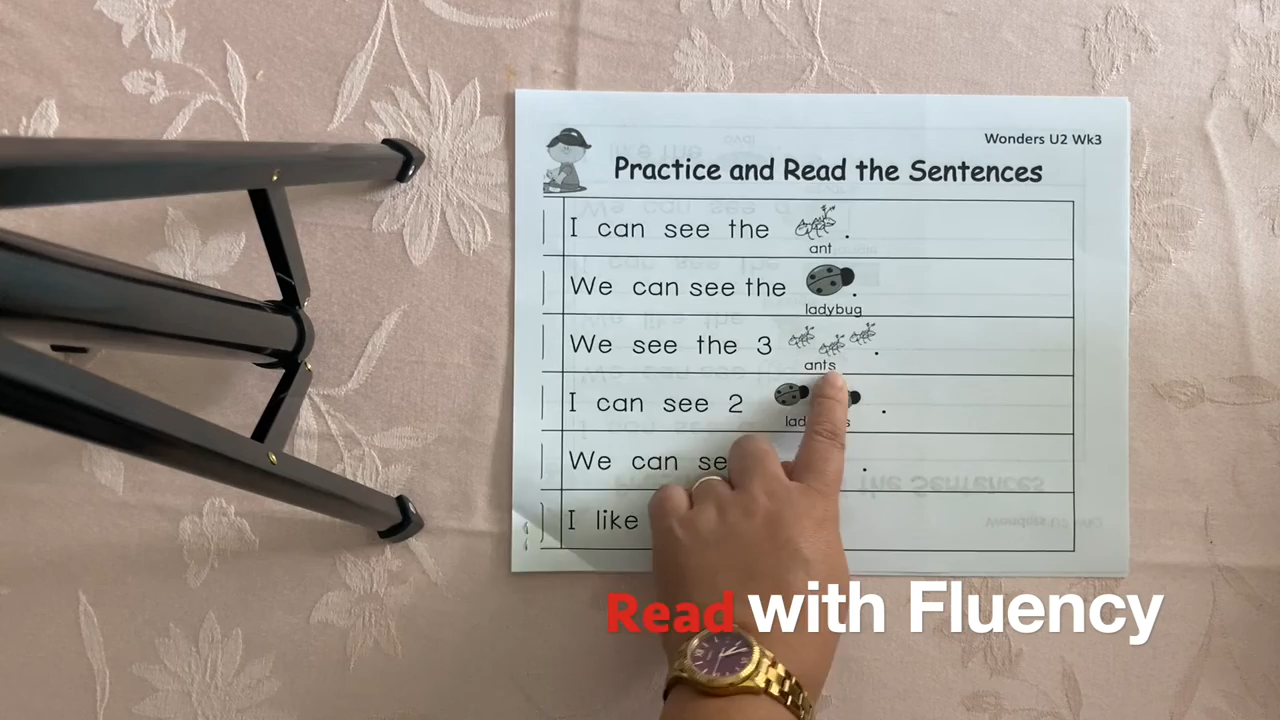 Wonders U2 Wk3
Practice and Read the Sentences
I can see the .
ant
We can see the .
ladybug
We see the 3 .
ants
I can see 2 .
We can .
I like
Read with Fluency